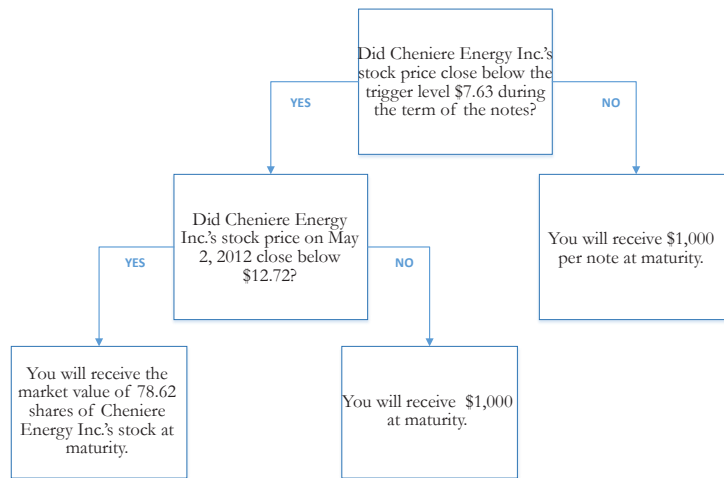 Did Cheniere Energy Inc.'s
stock price close below the
trigger level $7.63 during
the term of the notes?
YES
NO
Did Cheniere Energy
Inc.'s stock price on May
2, 2012 close below
$12.72?
You will receive $1,000
per note at maturity.
YES
NO
You will receive the
market value of 78.62
shares of Cheniere
Energy Inc.'s stock at
maturity.
You will receive $1,000
at maturity.